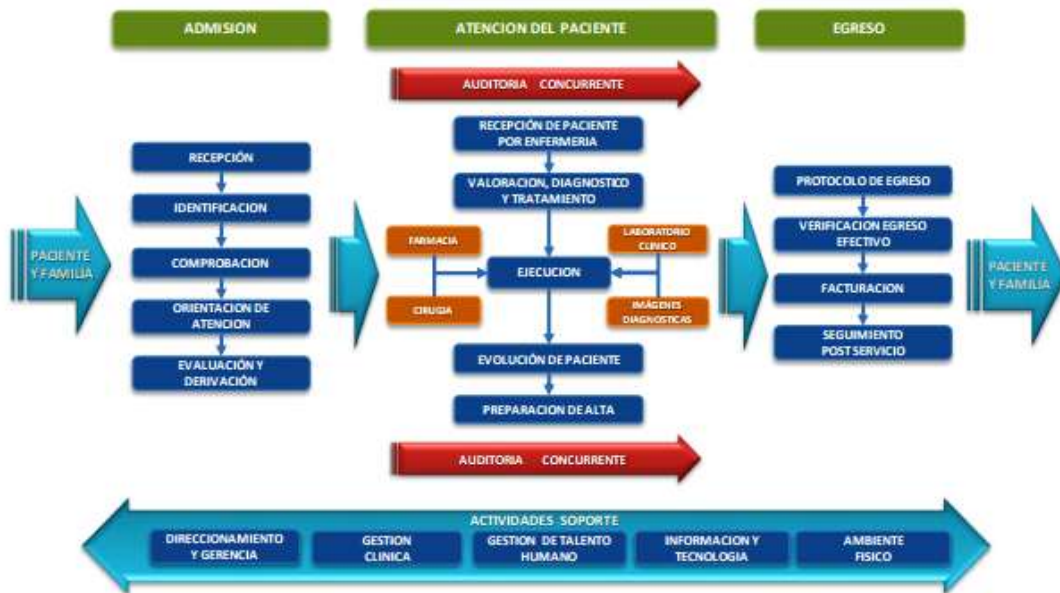 ADMISION
ATENCION DEL PACIENTE
EGRESO
AUDITORIA CONCURRENTE
RECEPCIÓN
IDENTIFICACION
COMPROBACION
ORIENTACION DE
ATENCION
EVALUACIÓN Y
DERIVACIÓN
RECEPCIÓN DE PACIENTE
POR ENFERMERIA
VALORACION, DIAGNOSTICO
Y TRATAMIENTO
FARMACIA
LABORATORIO
CLINICO
EJECUCION
CIRUGIA
IMÁGENES
DIAGNOSTICAS
EVOLUCIÓN DE PACIENTE
PREPARACION DE ALTA
PROTOCOLO DE EGRESO
VERIFICACION EGRESO
EFECTIVO
FACTURACION
SEGUIMIENTO
POST SERVICIO
PACIENTE
Y FAMILIA
PACIENTE
Y FAMILIA
AUDITORIA CONCURRENTE
ACTIVIDADES SOPORTE
DIRECCIONAMIENTO
Y GERENCIA
GESTION
CLINICA
GESTION DE TALENTO
HUMANO
INFORMACION Y
TECNOLOGIA
AMBIENTE
FISICO